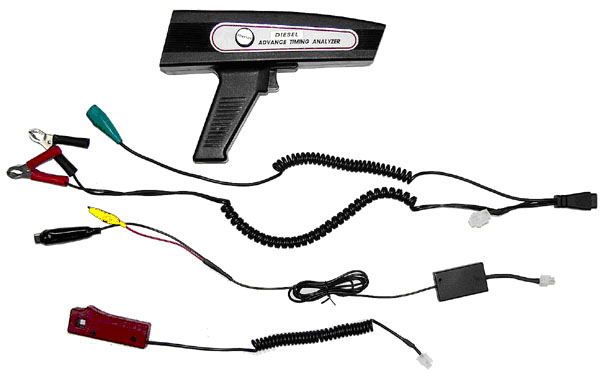 DIESEL
ADVANCE TIMING ANALYZER